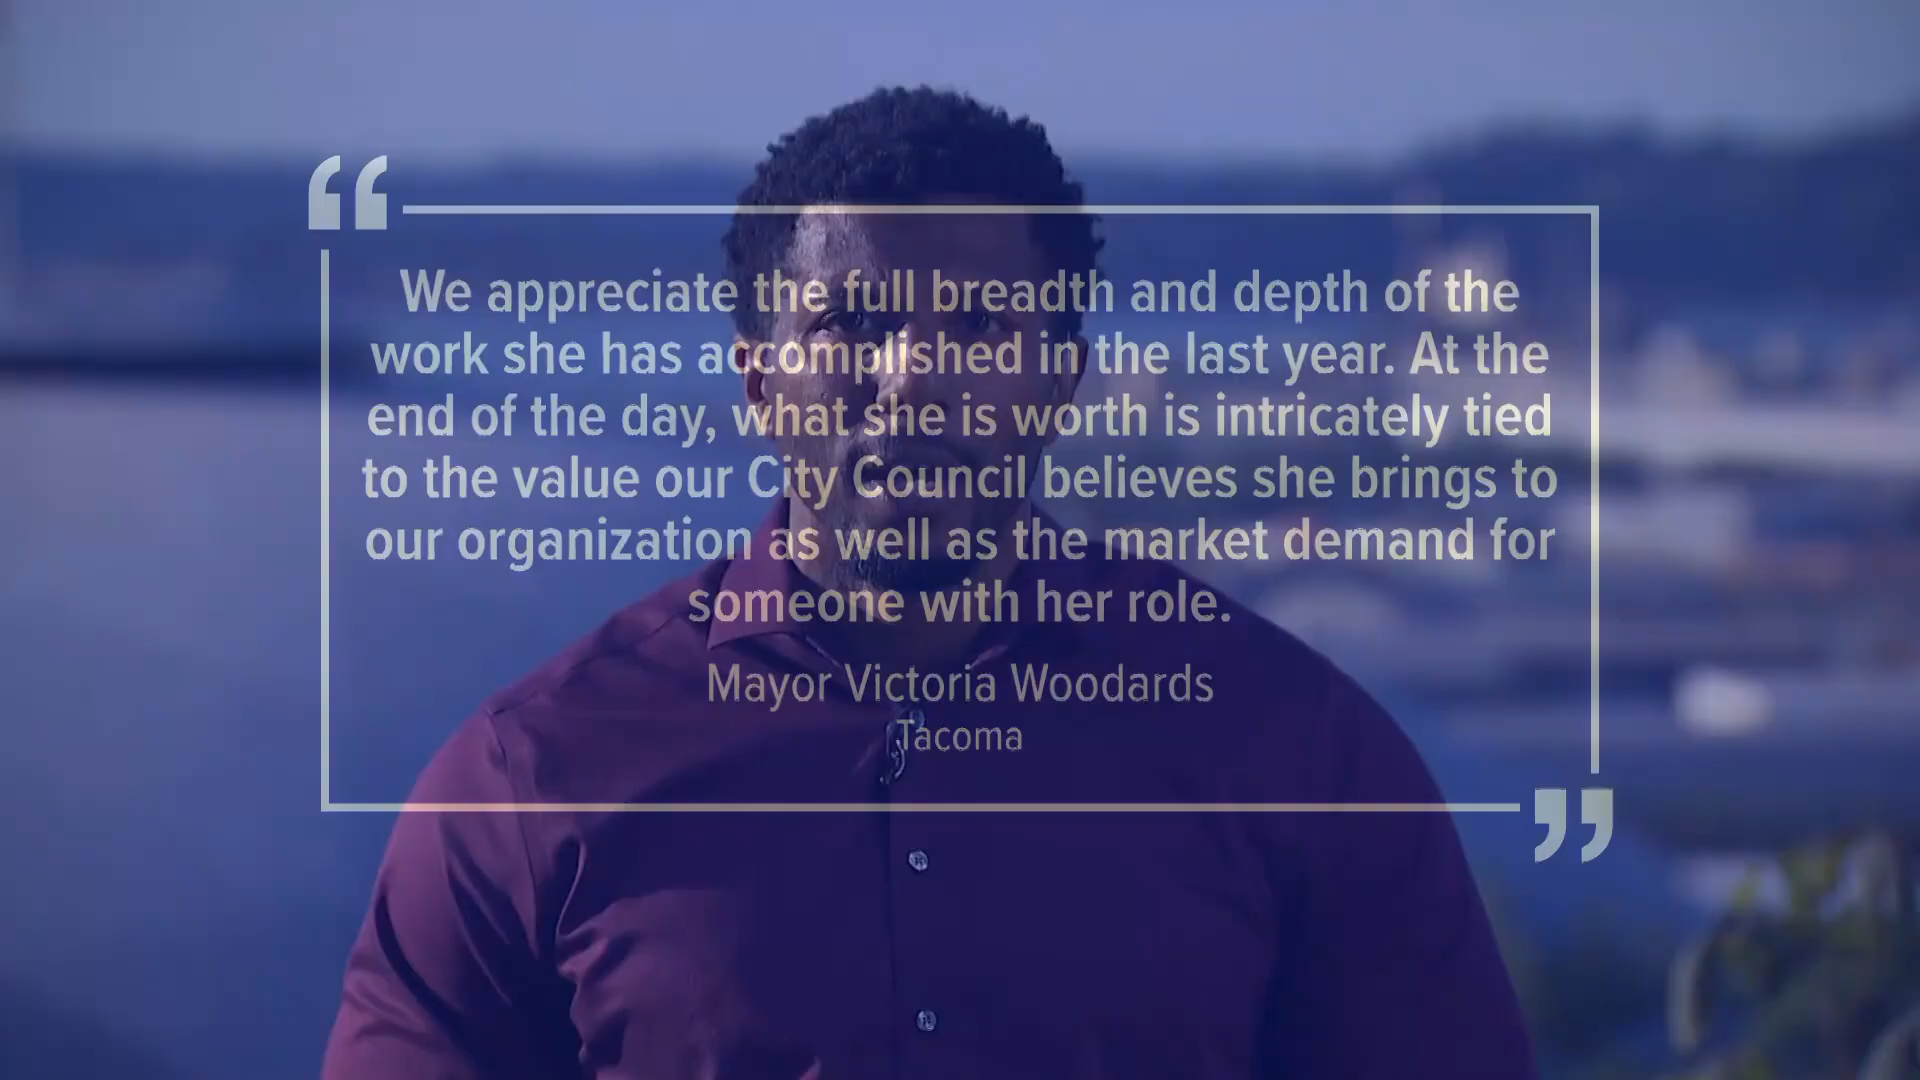 “
We appreciate the full breadth and depth of the
work she has accomplished in the last year. At the
end of the day, what she is worth is intricately tied
to the value our City Council believes she brings to
our organization as well as the market demand for
someone with her role.
Mayor Victoria Woodards
Tacoma
”